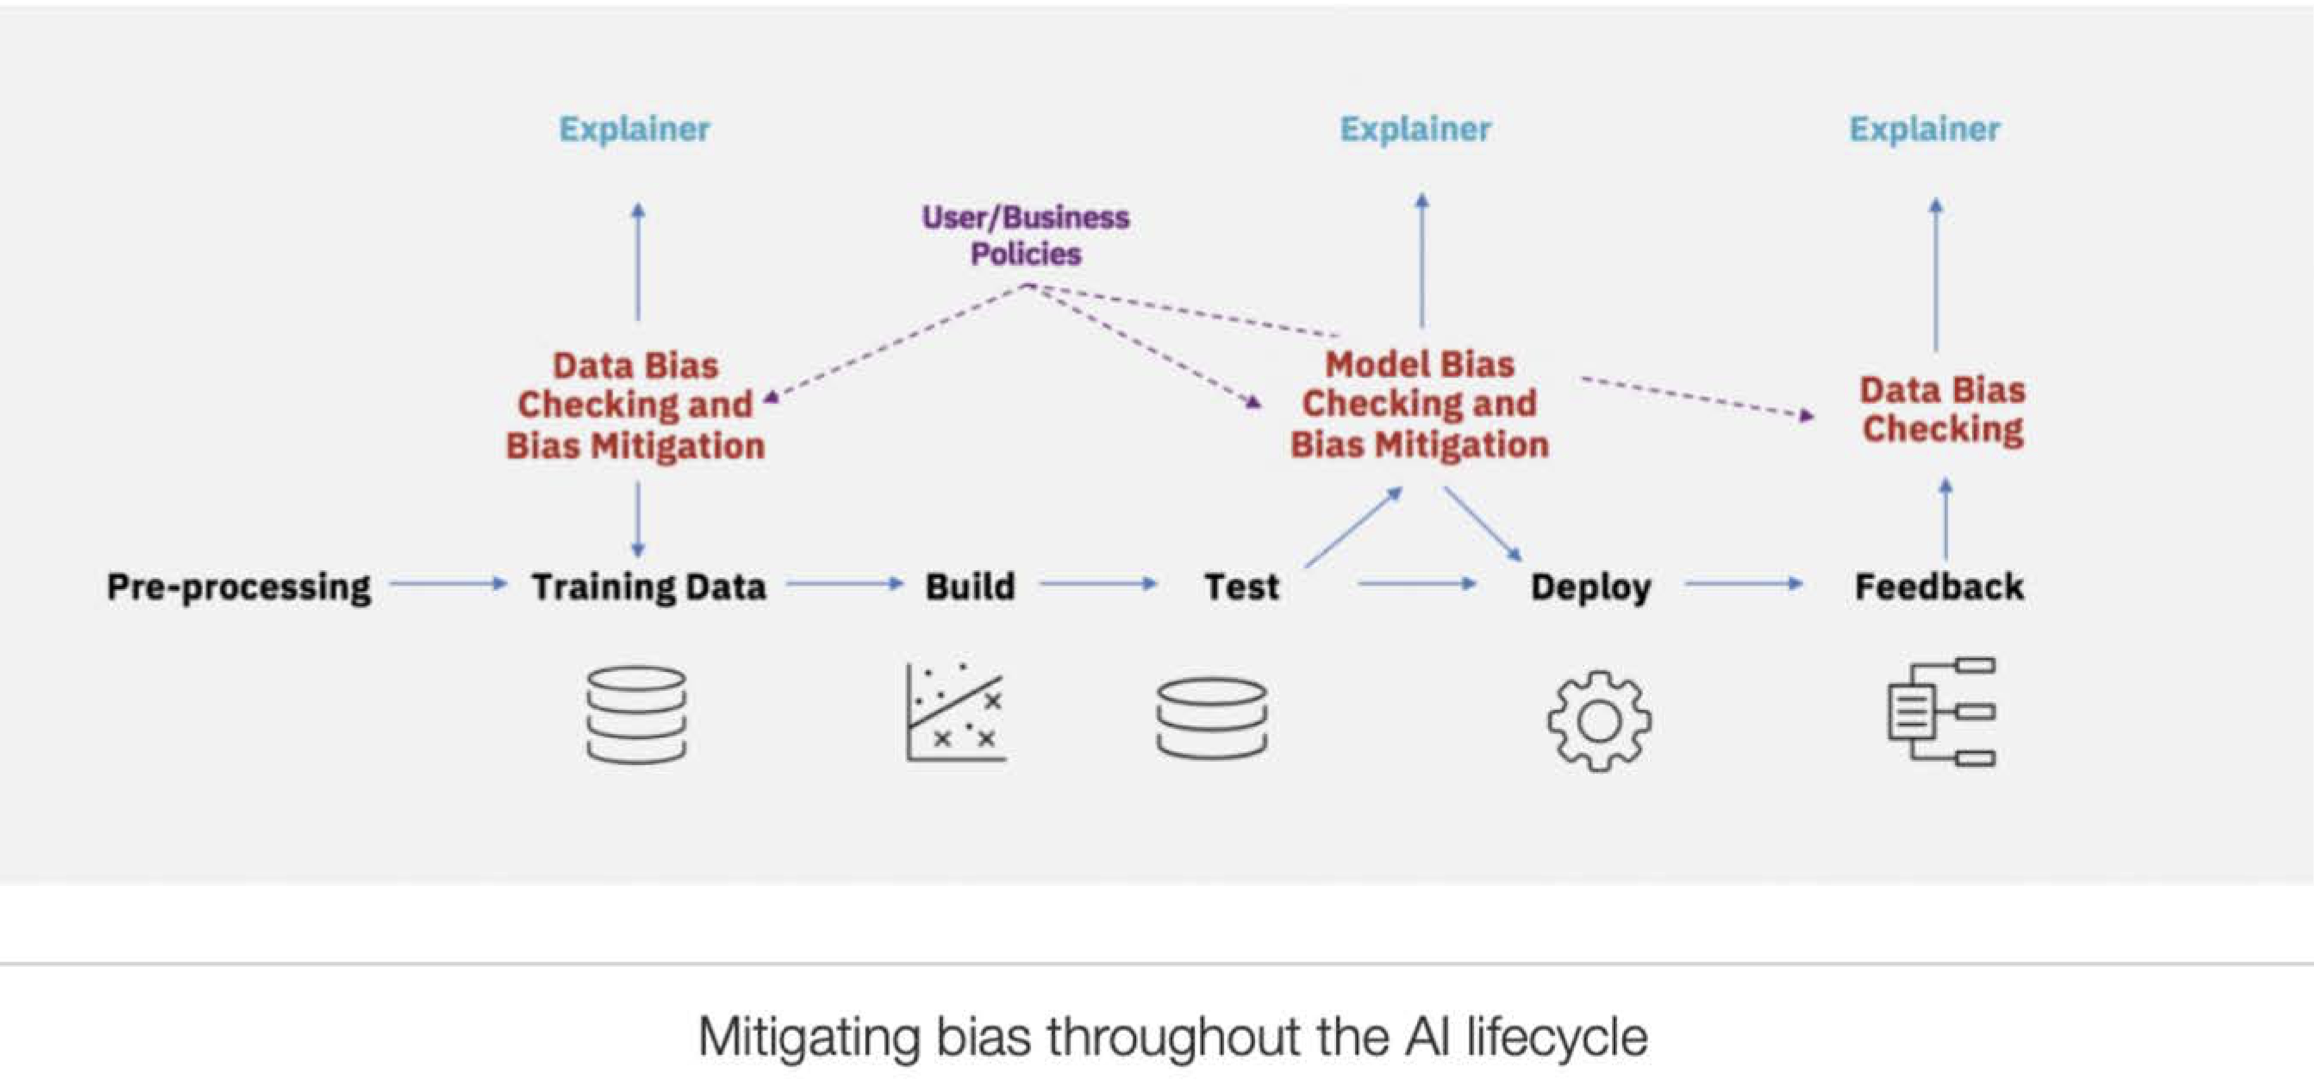 Explainer
Explainer
Explainer
User/Business
Policies
Data Bias
Checking and
Bias Mitigation
Model Bias
Checking and
Bias Mitigation
Data Bias
Checking
Pre-processing
Training Data
Build
Test
Deploy
Feedback
Mitigating bias throughout the AI lifecycle